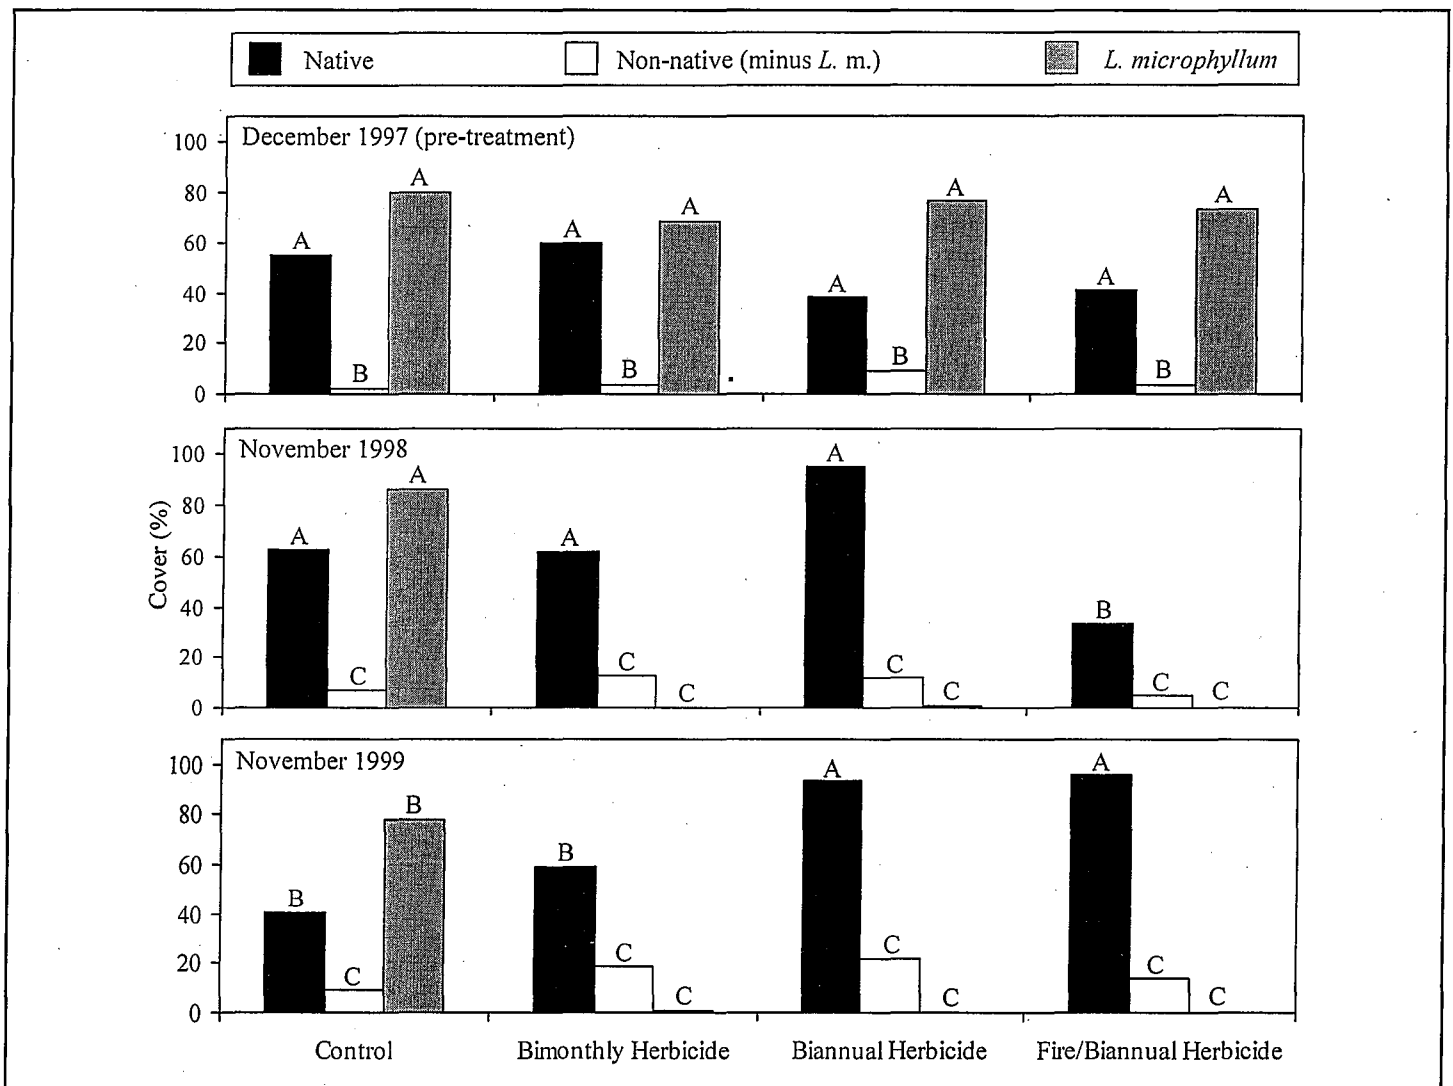 Native Non-native (minus L. m.) L. microphyllum
December 1997 (pre-treatment)
100
80
60
40
20
0
A B A A B A A B A A B A
November 1998
Cover (%)
100
80
60
40
20
0
A C A A C C A C C B C C
November 1999
100
80
60
40
20
0
B C B B C C A C C A C C
Control Bimonthly Herbicide Biannual Herbicide Fire/Biannual Herbicide